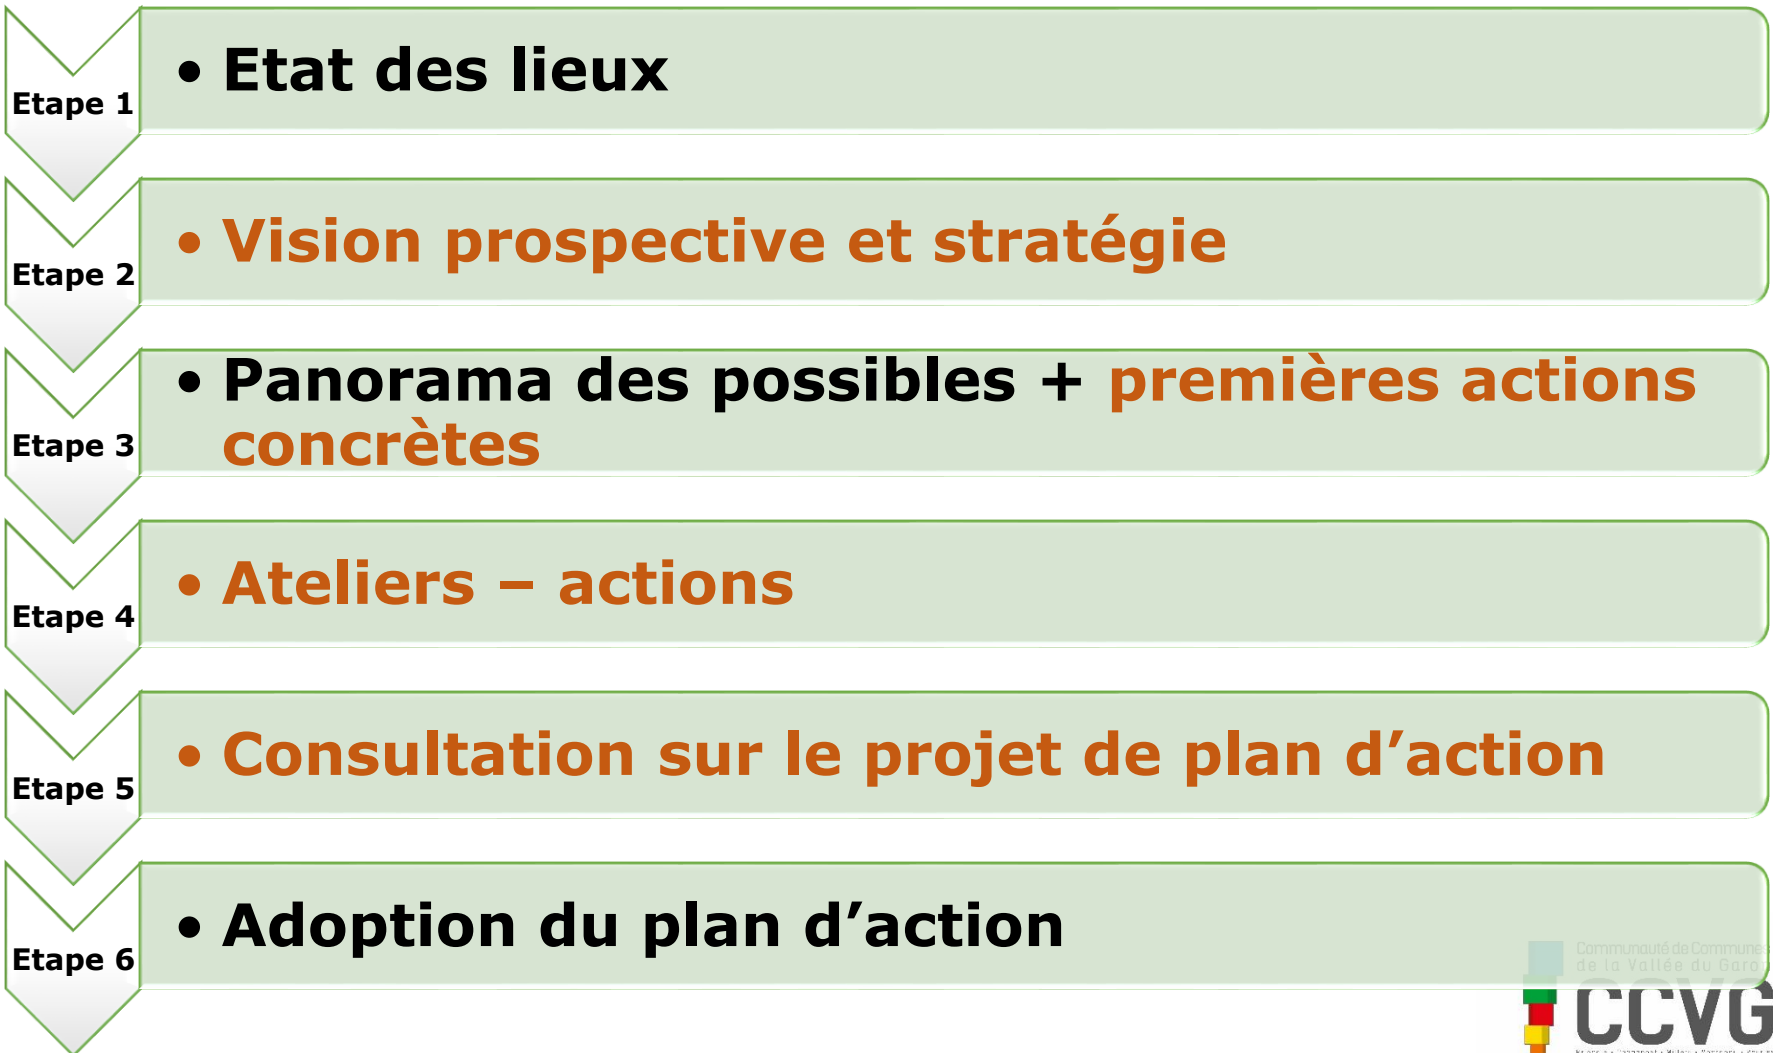 Etape 1
• Etat des lieux
Etape 2
• Vision prospective et stratégie
Etape 3
• Panorama des possibles + premières actions
concrètes
Etape 4
• Ateliers – actions
Etape 5
• Consultation sur le projet de plan d’action
Etape 6
• Adoption du plan d’action
Communauté de Communes
de la Vallée du Garon
CCVG